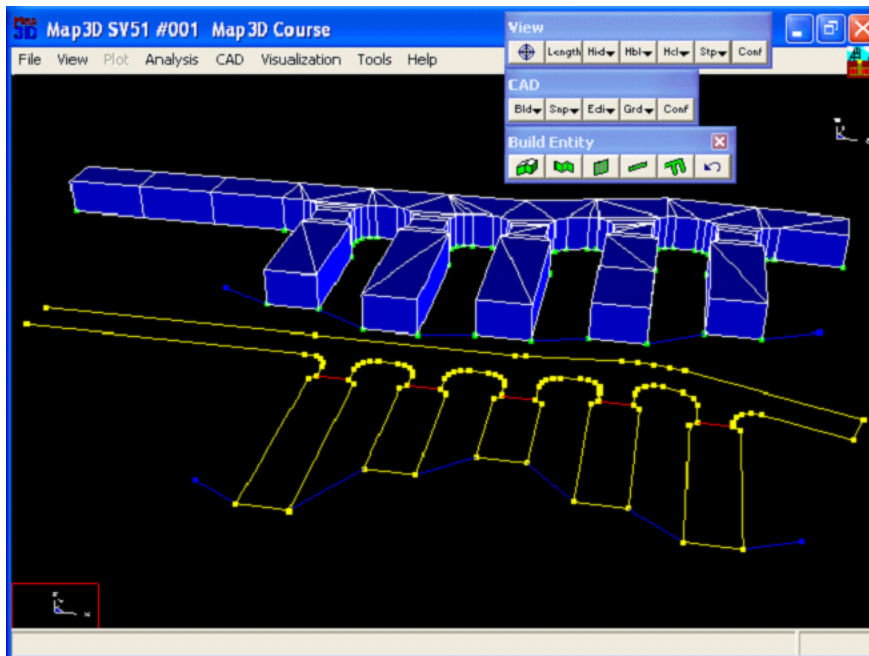 Map3D SV51 #001 Map3D Course
File View Plot Analysis CAD Visualization Tools Help
View
Length Hid Hbl Hcl Stp Conf
CAD
Bld Snp Edi Grd Conf
Build Entity